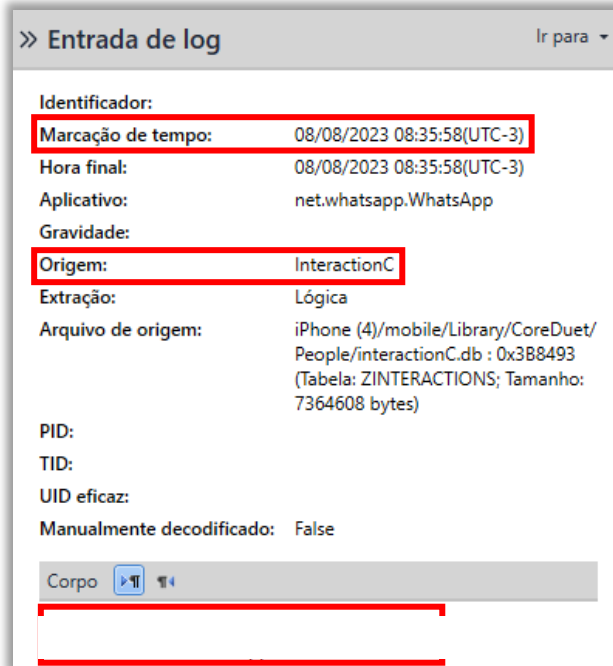 » Entrada de log Ir para
Identificador:
Marcação de tempo: 08/08/2023 08:35:58(UTC-3)
Hora final: 08/08/2023 08:35:58(UTC-3)
Aplicativo: net.whatsapp.WhatsApp
Gravidade:
Origem: InteractionC
Extração: Lógica
Arquivo de origem: iPhone (4)/mobile/Library/CoreDuet/
People/interactionC.db : 0x3B8493
(Tabela: ZINTERACTIONS; Tamanho:
7364608 bytes)
PID:
TID:
UID eficaz:
Manualmente decodificado: False
Corpo